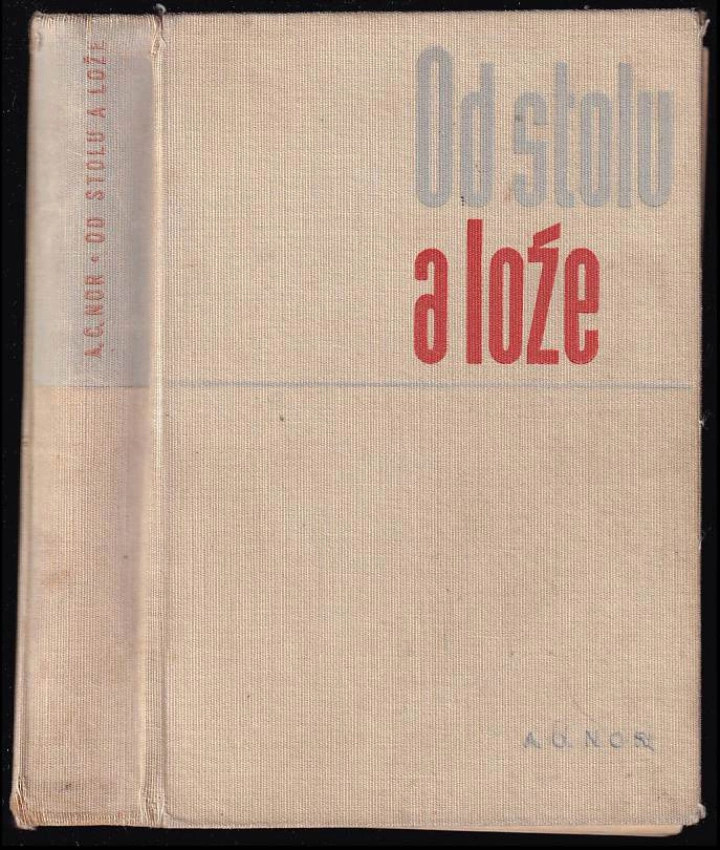 A. C. NOR • OD STOLU A LOŽE
Od stolu
a lože
A. C. NOR